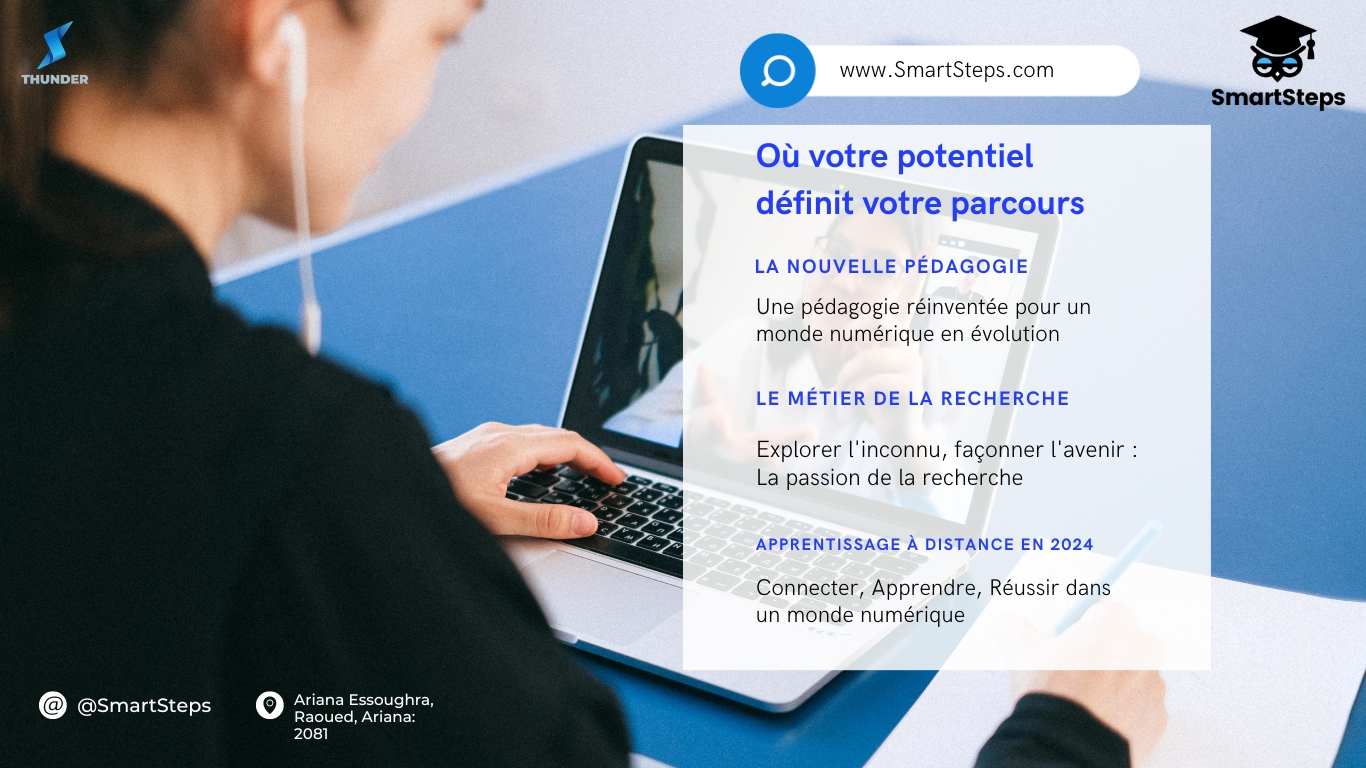 THUNDER
www.SmartSteps.com
SmartSteps
Où votre potentiel
définit votre parcours
LA NOUVELLE PÉDAGOGIE
Une pédagogie réinventée pour un
monde numérique en évolution
LE MÉTIER DE LA RECHERCHE
Explorer l'inconnu, façonner l'avenir :
La passion de la recherche
APPRENTISSAGE À DISTANCE EN 2024
Connecter, Apprendre, Réussir dans
un monde numérique
@SmartSteps
Ariana Essoughra,
Raoued, Ariana:
2081